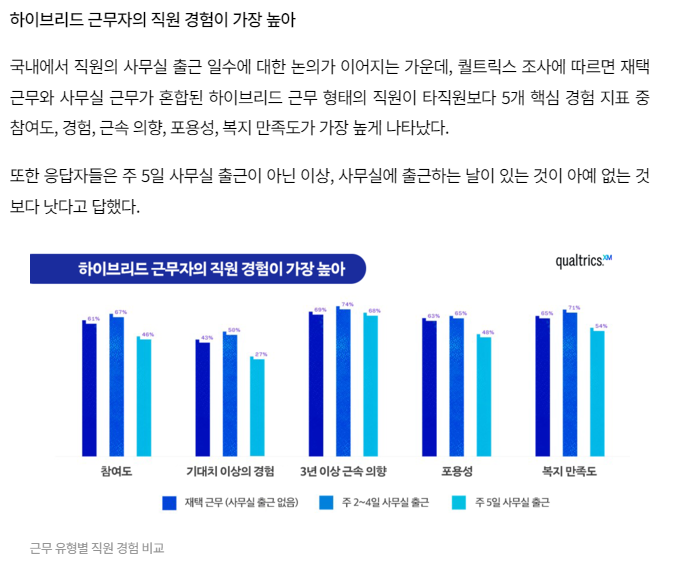 하이브리드 근무자의 직원 경험이 가장 높아
국내에서 직원의 사무실 출근 일수에 대한 논의가 이어지는 가운데, 퀄트릭스 조사에 따르면 재택
근무와 사무실 근무가 혼합된 하이브리드 근무 형태의 직원이 타직원보다 5개 핵심 경험 지표 중
참여도, 경험, 근속 의향, 포용성, 복지 만족도가 가장 높게 나타났다.
또한 응답자들은 주 5일 사무실 출근이 아닌 이상, 사무실에 출근하는 날이 있는 것이 아예 없는 것
보다 낫다고 답했다.
하이브리드 근무자의 직원 경험이 가장 높아
qualtrics.XM
61% 67% 46% 43% 50% 27% 69% 74% 66% 63% 65% 48% 65% 71% 54%
참여도 기대치 이상의 경험 3년 이상 근속 의향 포용성 복지 만족도
재택 근무 (사무실 출근 없음) 주 2~4일 사무실 출근 주 5일 사무실 출근
근무 유형별 직원 경험 비교